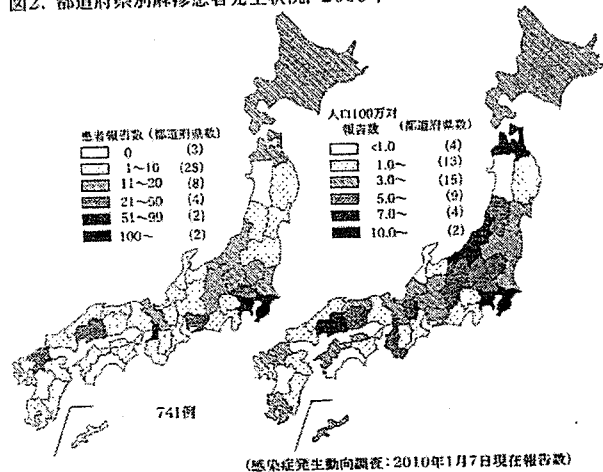 図2. 都道府県別麻疹患者発生状況,
患者報告数 (都道府県数)
0 (3)
1~10 (28)
11~20 (8)
21~50 (4)
51~99 (2)
100~ (2)
人口100万対
報告数 (都道府県数)
<1.0 (4)
1.0~ (13)
3.0~ (15)
5.0~ (9)
7.0~ (4)
10.0~ (2)
741例
(感染症発生動向調査:2010年1月7日現在報告数)